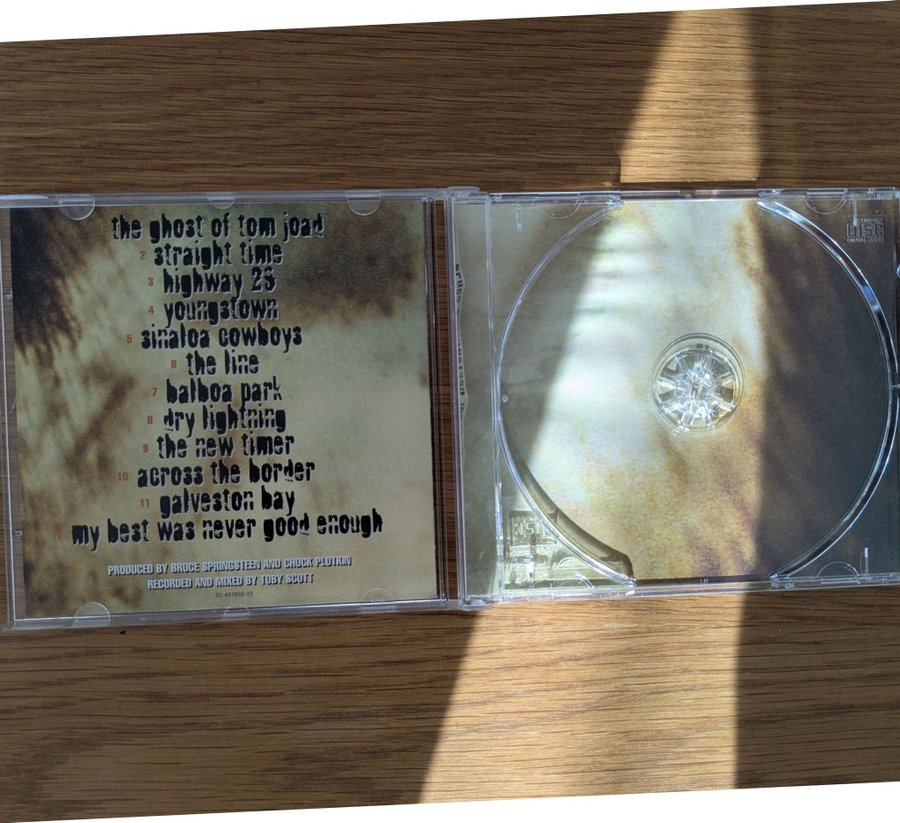 the ghost of tom joad
2 straight time
3 highway 29
4 youngstown
5 sinaloa cowboys
6 the line
7 balboa park
8 dry lightning
9 the new timer
10 across the border
11 galveston bay
my best was never good enough
PRODUCED BY BRUCE SPRINGSTEEN AND CHUCK PLOTKIN
RECORDED AND MIXED BY TOBY SCOTT
COMPACT
disc
DIGITAL AUDIO
disc